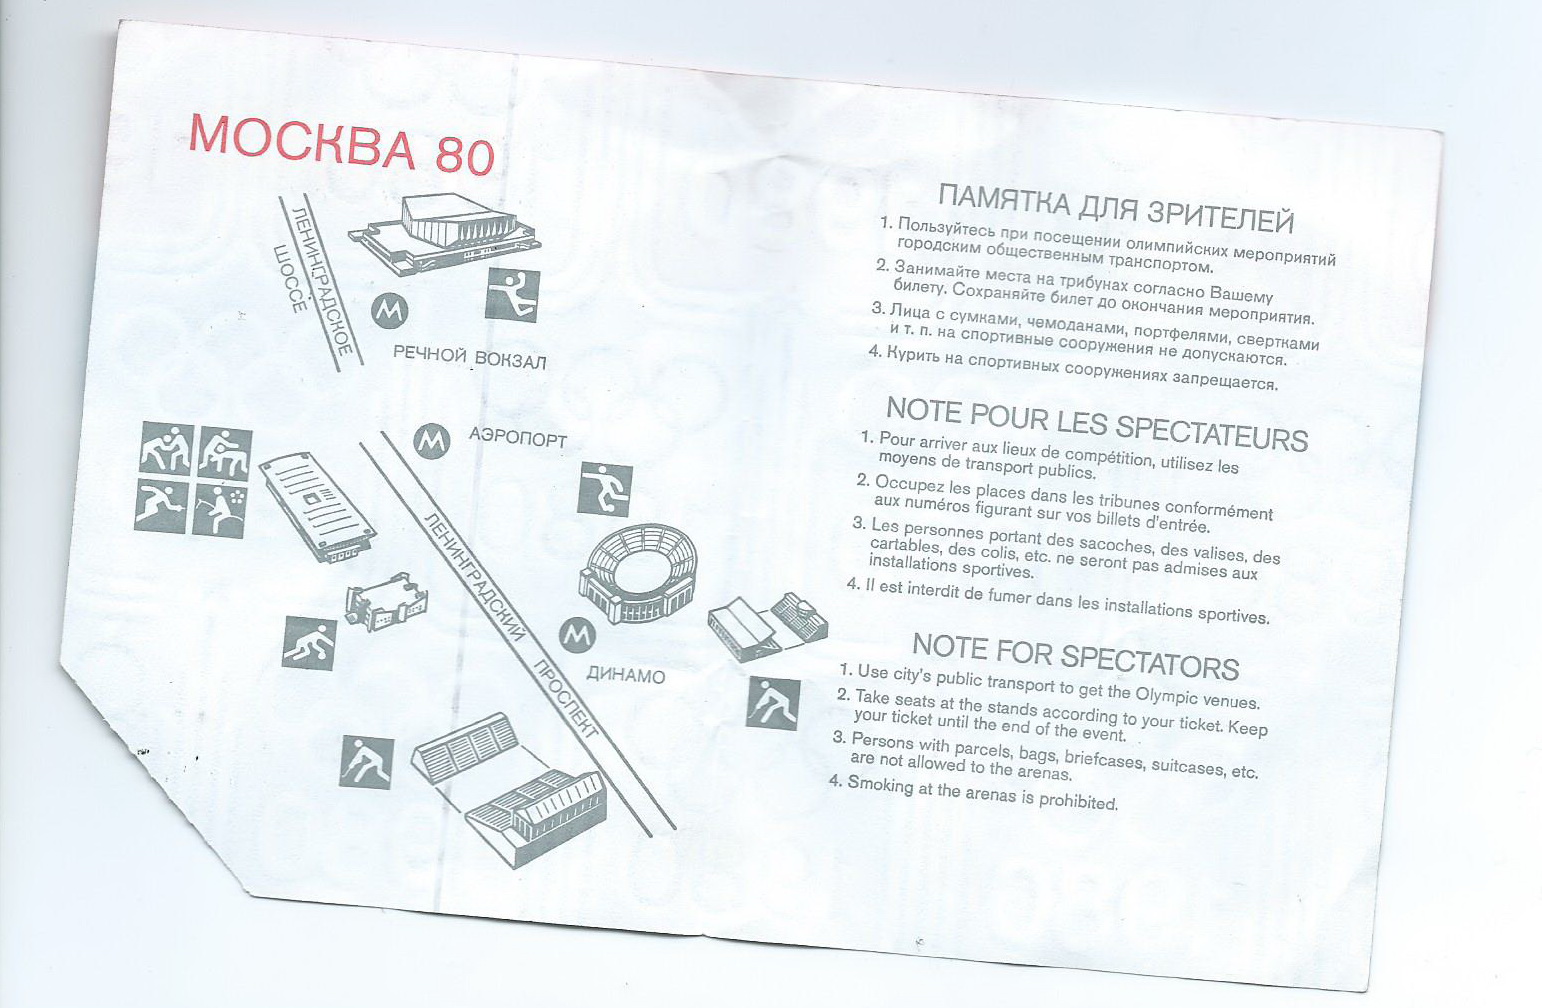 МОСКВА 80
ЛЕНИНГРАДСКОЕ
ШОССЕ
М
РЕЧНОЙ ВОКЗАЛ
М
АЭРОПОРТ
ЛЕНИНГРАДСКИЙ ПРОСПЕКТ
М
ДИНАМО
ПАМЯТКА ДЛЯ ЗРИТЕЛЕЙ
1. Пользуйтесь при посещении олимпийских мероприятий
городским общественным транспортом.
2. Занимайте места на трибунах согласно Вашему
билету. Сохраняйте билет до окончания мероприятия.
3. Лица с сумками, чемоданами, портфелями, свертками
и т. п. на спортивные сооружения не допускаются.
4. Курить на спортивных сооружениях запрещается.
NOTE POUR LES SPECTATEURS
1. Pour arriver aux lieux de compétition, utilisez les
moyens de transport publics.
2. Occupez les places dans les tribunes conformément
aux numéros figurant sur vos billets d'entrée.
3. Les personnes portant des sacoches, des valises, des
cartables, des colis, etc. ne seront pas admises aux
installations sportives.
4. Il est interdit de fumer dans les installations sportives.
NOTE FOR SPECTATORS
1. Use city's public transport to get the Olympic venues.
2. Take seats at the stands according to your ticket. Keep
your ticket until the end of the event.
3. Persons with parcels, bags, briefcases, suitcases, etc.
are not allowed to the arenas.
4. Smoking at the arenas is prohibited.